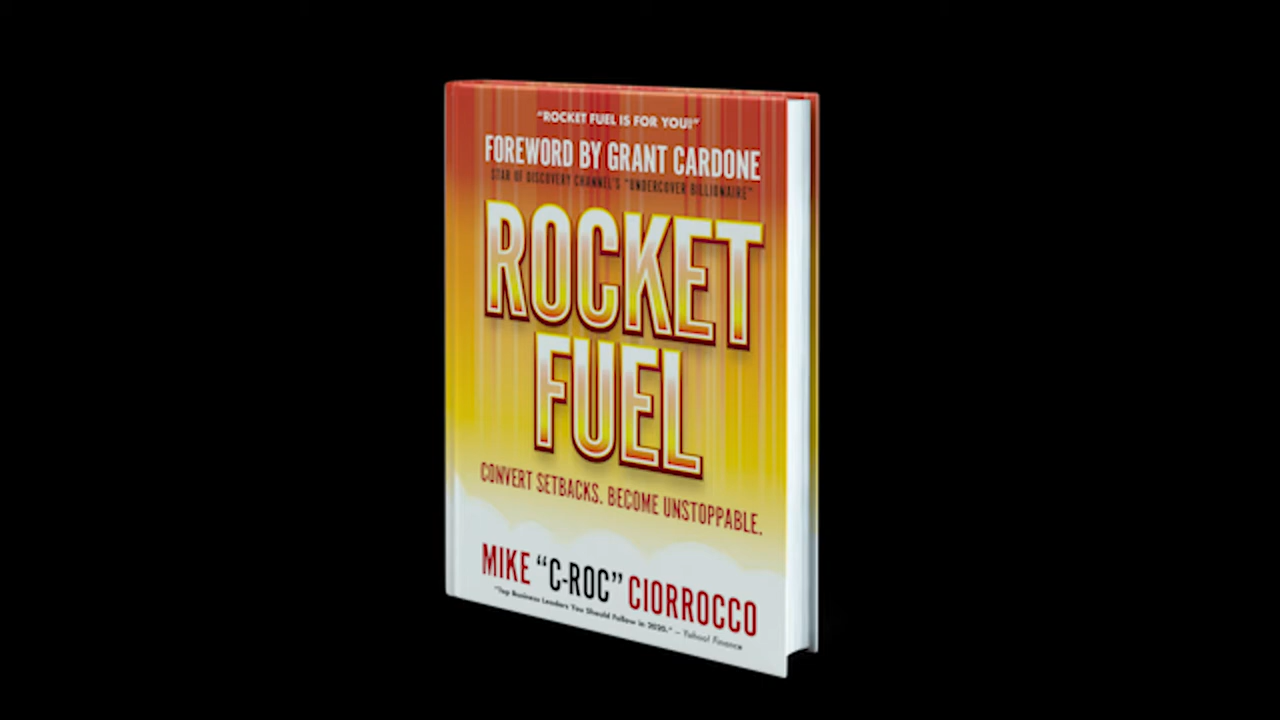 "ROCKET FUEL IS FOR YOU!"
FOREWORD BY GRANT CARDONE
STAR OF DISCOVERY CHANNEL'S "UNDERCOVER BILLIONAIRE"
ROCKET
FUEL
CONVERT SETBACKS. BECOME UNSTOPPABLE.
MIKE "C-ROC" CIORROCCO
"Top Business Leaders You Should Follow in 2020." – Yahoo! Finance